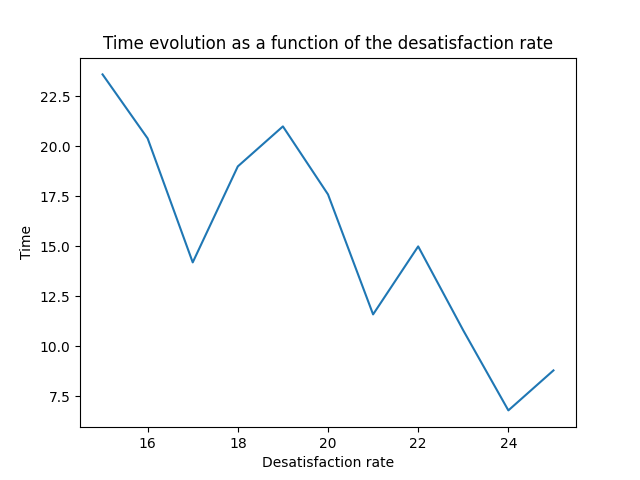 Time evolution as a function of the desatisfaction rate
22.5
20.0
17.5
15.0
12.5
10.0
7.5
Time
16 18 20 22 24
Desatisfaction rate